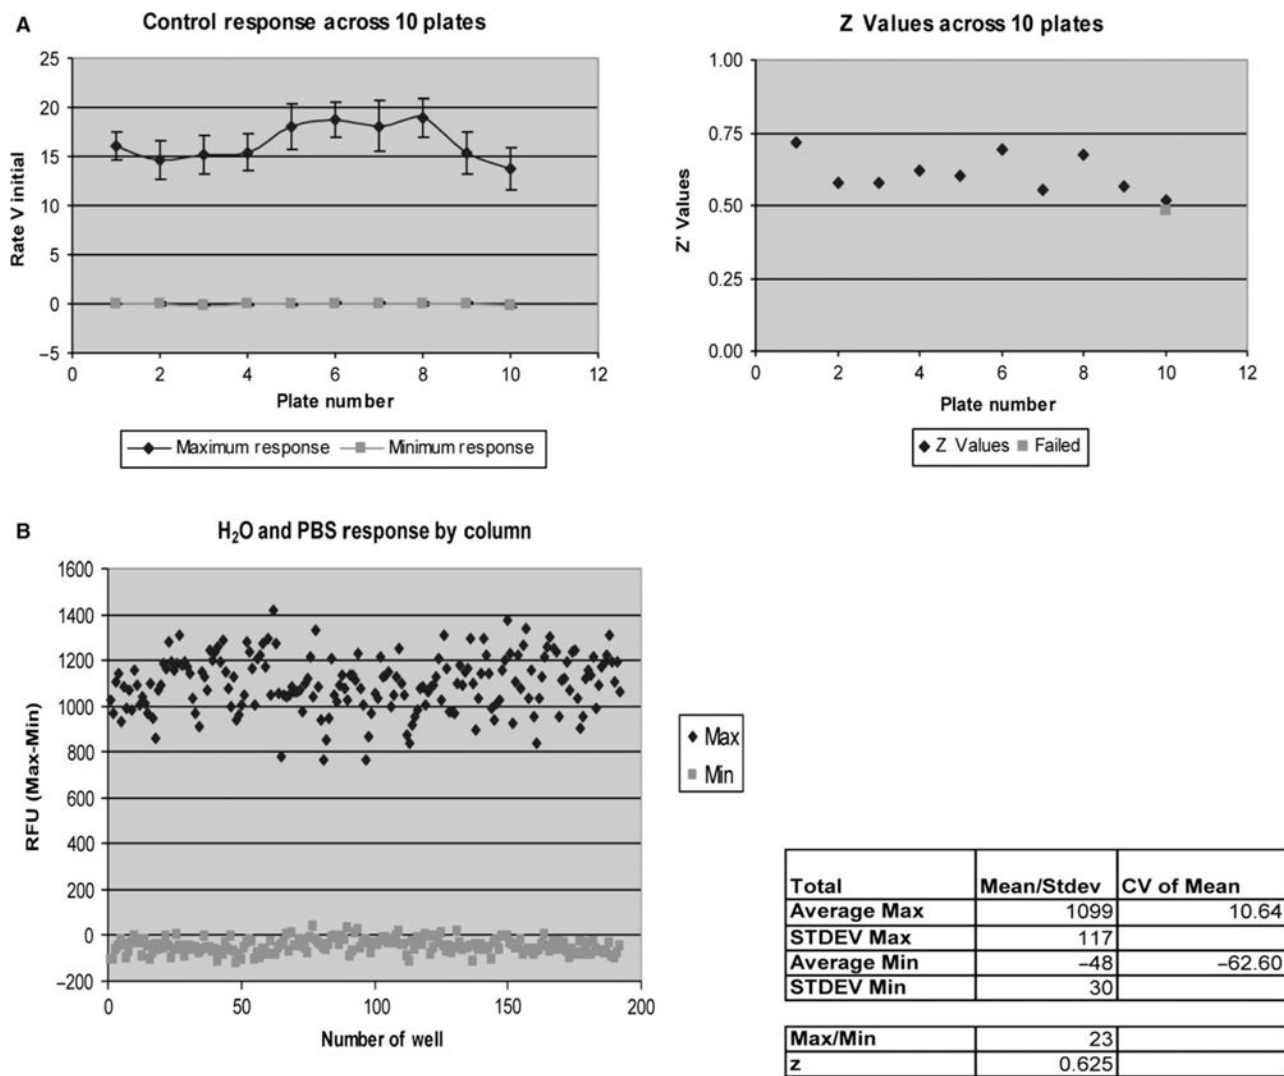 A
Control response across 10 plates
25
20
15
10
5
0
–5
Rate V initial
0 2 4 6 8 10 12
Plate number
Maximum response Minimum response
Z Values across 10 plates
1.00
0.75
0.50
0.25
0.00
Z' Values
0 2 4 6 8 10 12
Plate number
Z Values Failed
B
H₂O and PBS response by column
1600
1400
1200
1000
800
600
400
200
0
–200
RFU (Max-Min)
0 50 100 150 200
Number of well
Max
Min
Total Mean/Stdev CV of Mean
Average Max 1099 10.64
STDEV Max 117
Average Min –48 –62.60
STDEV Min 30
Max/Min 23
z 0.625